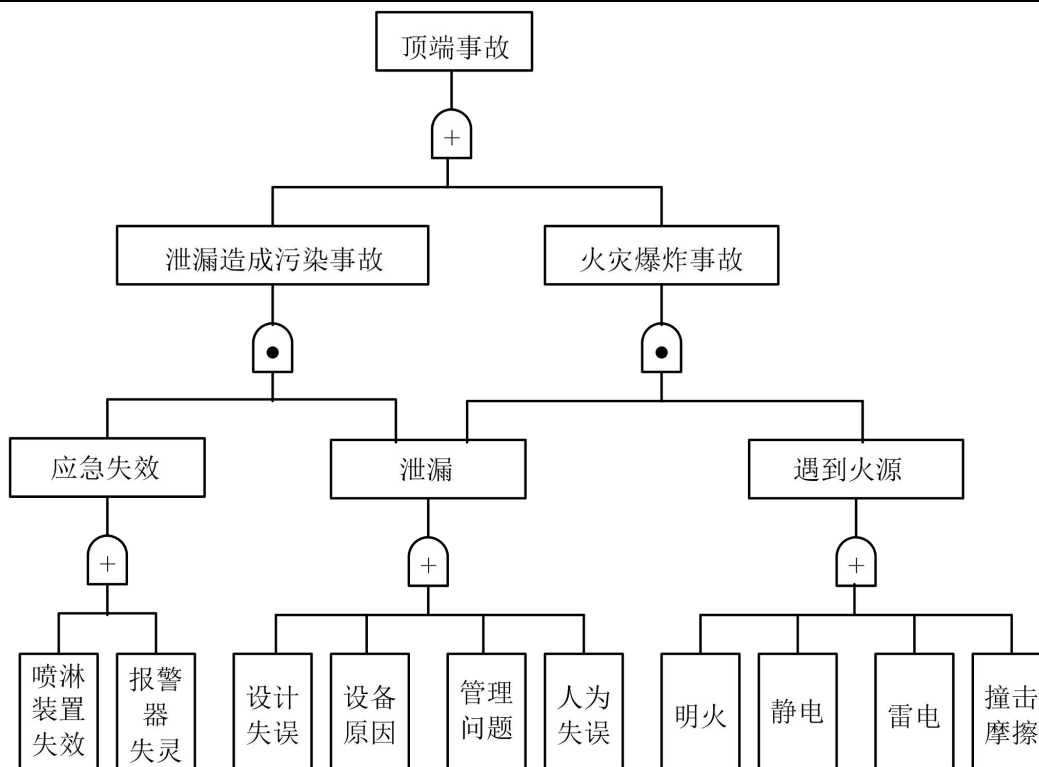 顶端事故
+
泄漏造成污染事故
火灾爆炸事故
应急失效
泄漏
遇到火源
+
+
+
喷淋
装置
失效
报警
器
失灵
设计
失误
设备
原因
管理
问题
人为
失误
明火
静电
雷电
撞击
摩擦